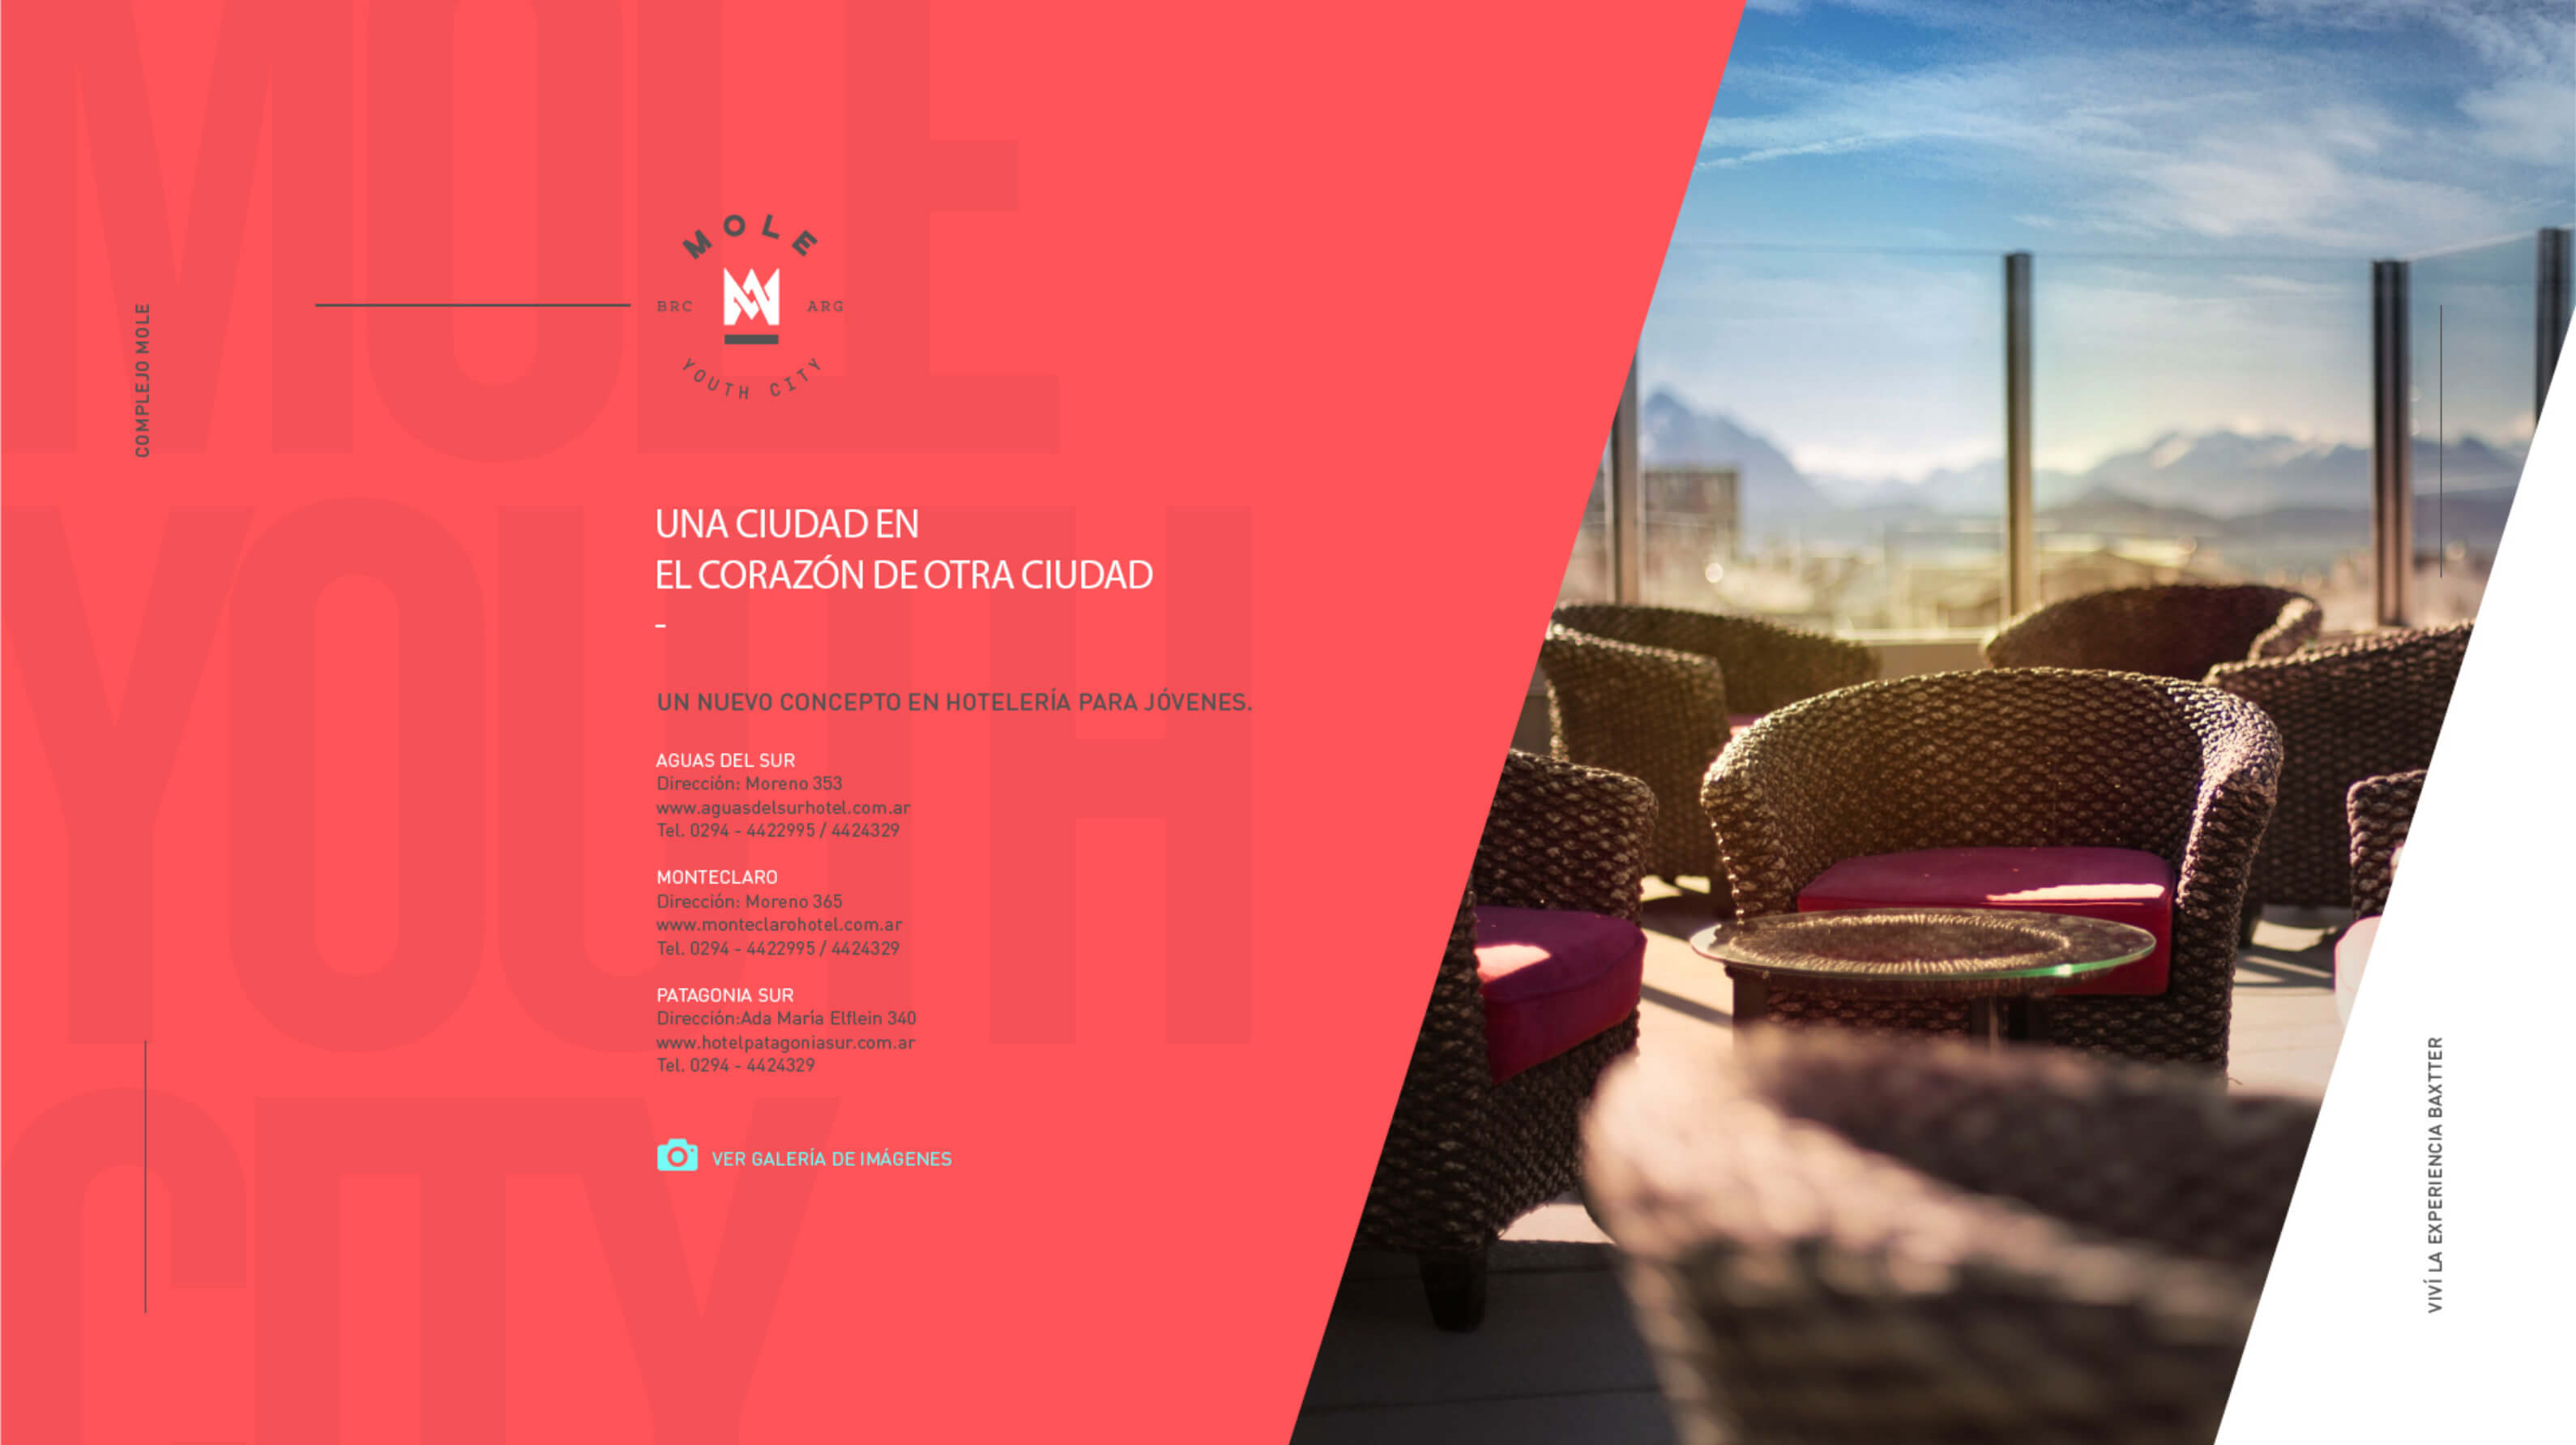 MOLE
YOUTH
CITY
COMPLEJO MOLE
MOLE
BRC
ARG
YOUTH CITY
UNA CIUDAD EN
EL CORAZÓN DE OTRA CIUDAD
-
UN NUEVO CONCEPTO EN HOTELERÍA PARA JÓVENES.
AGUAS DEL SUR
Dirección: Moreno 353
www.aguasdelsurhotel.com.ar
Tel. 0294 - 4422995 / 4424329
MONTECLARO
Dirección: Moreno 365
www.monteclarohotel.com.ar
Tel. 0294 - 4422995 / 4424329
PATAGONIA SUR
Dirección:Ada María Elflein 340
www.hotelpatagoniasur.com.ar
Tel. 0294 - 4424329
VER GALERÍA DE IMÁGENES
VIVÍ LA EXPERIENCIA BAXTTER